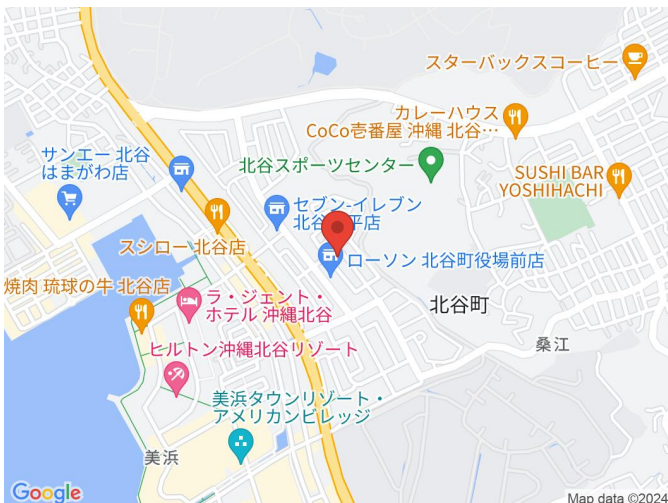 スターバックスコーヒー
カレーハウス
CoCo壱番屋 沖縄 北谷…
サンエー 北谷
はまがわ店
北谷スポーツセンター
SUSHI BAR
YOSHIHACHI
セブン-イレブン
スシロー 北谷店
ローソン 北谷町役場前店
焼肉 琉球の牛 北谷店
ラ・ジェント・
ホテル 沖縄北谷
北谷町
ヒルトン沖縄北谷リゾート
桑江
美浜タウンリゾート・
アメリカンビレッジ
美浜
Google
Map data ©2024